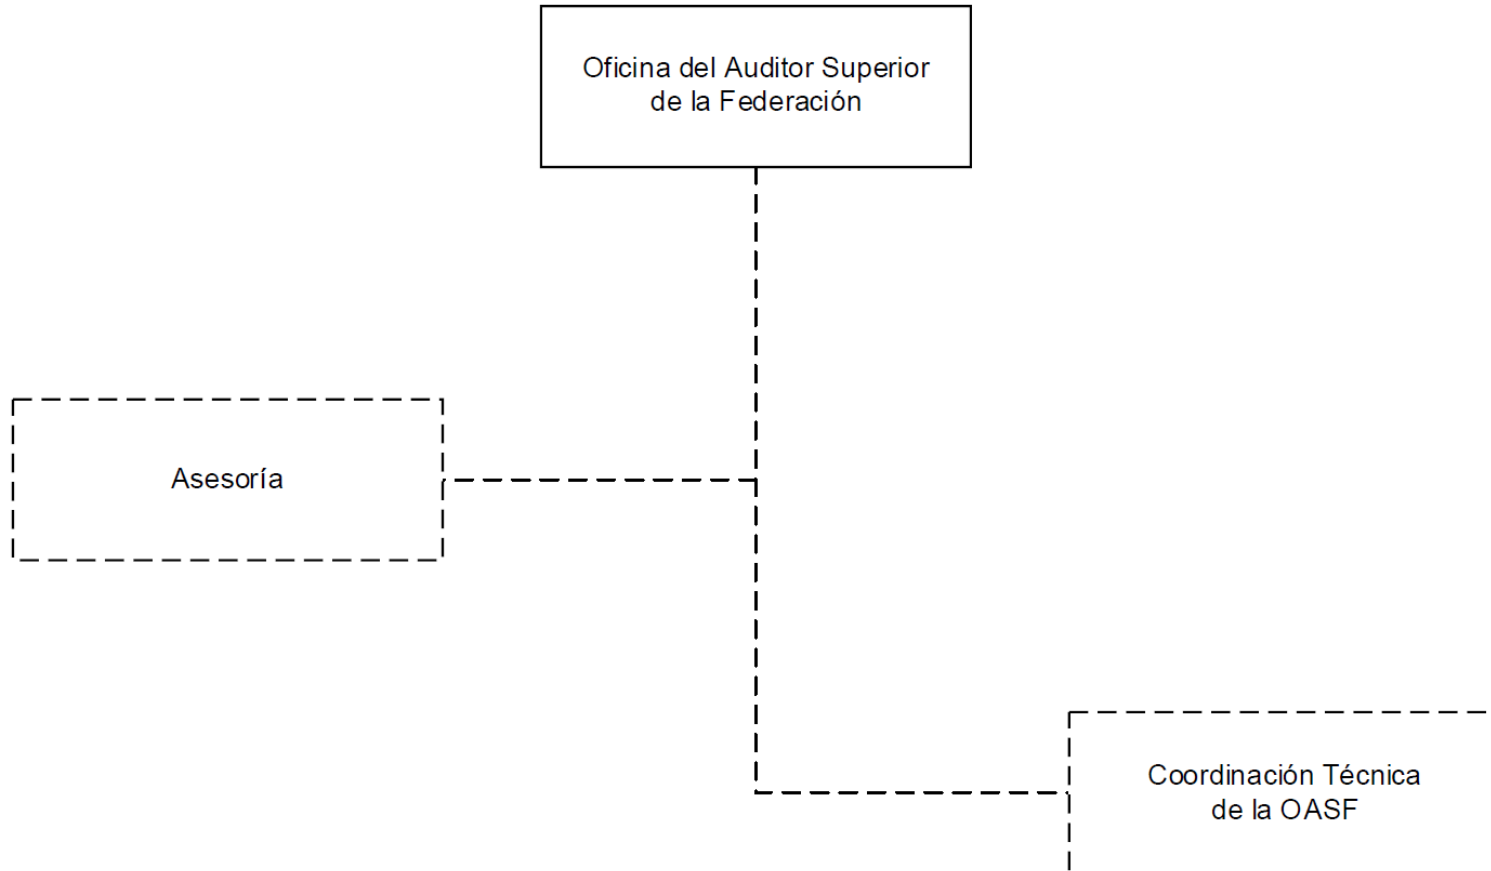 Oficina del Auditor Superior
de la Federación
Asesoría
Coordinación Técnica
de la OASF